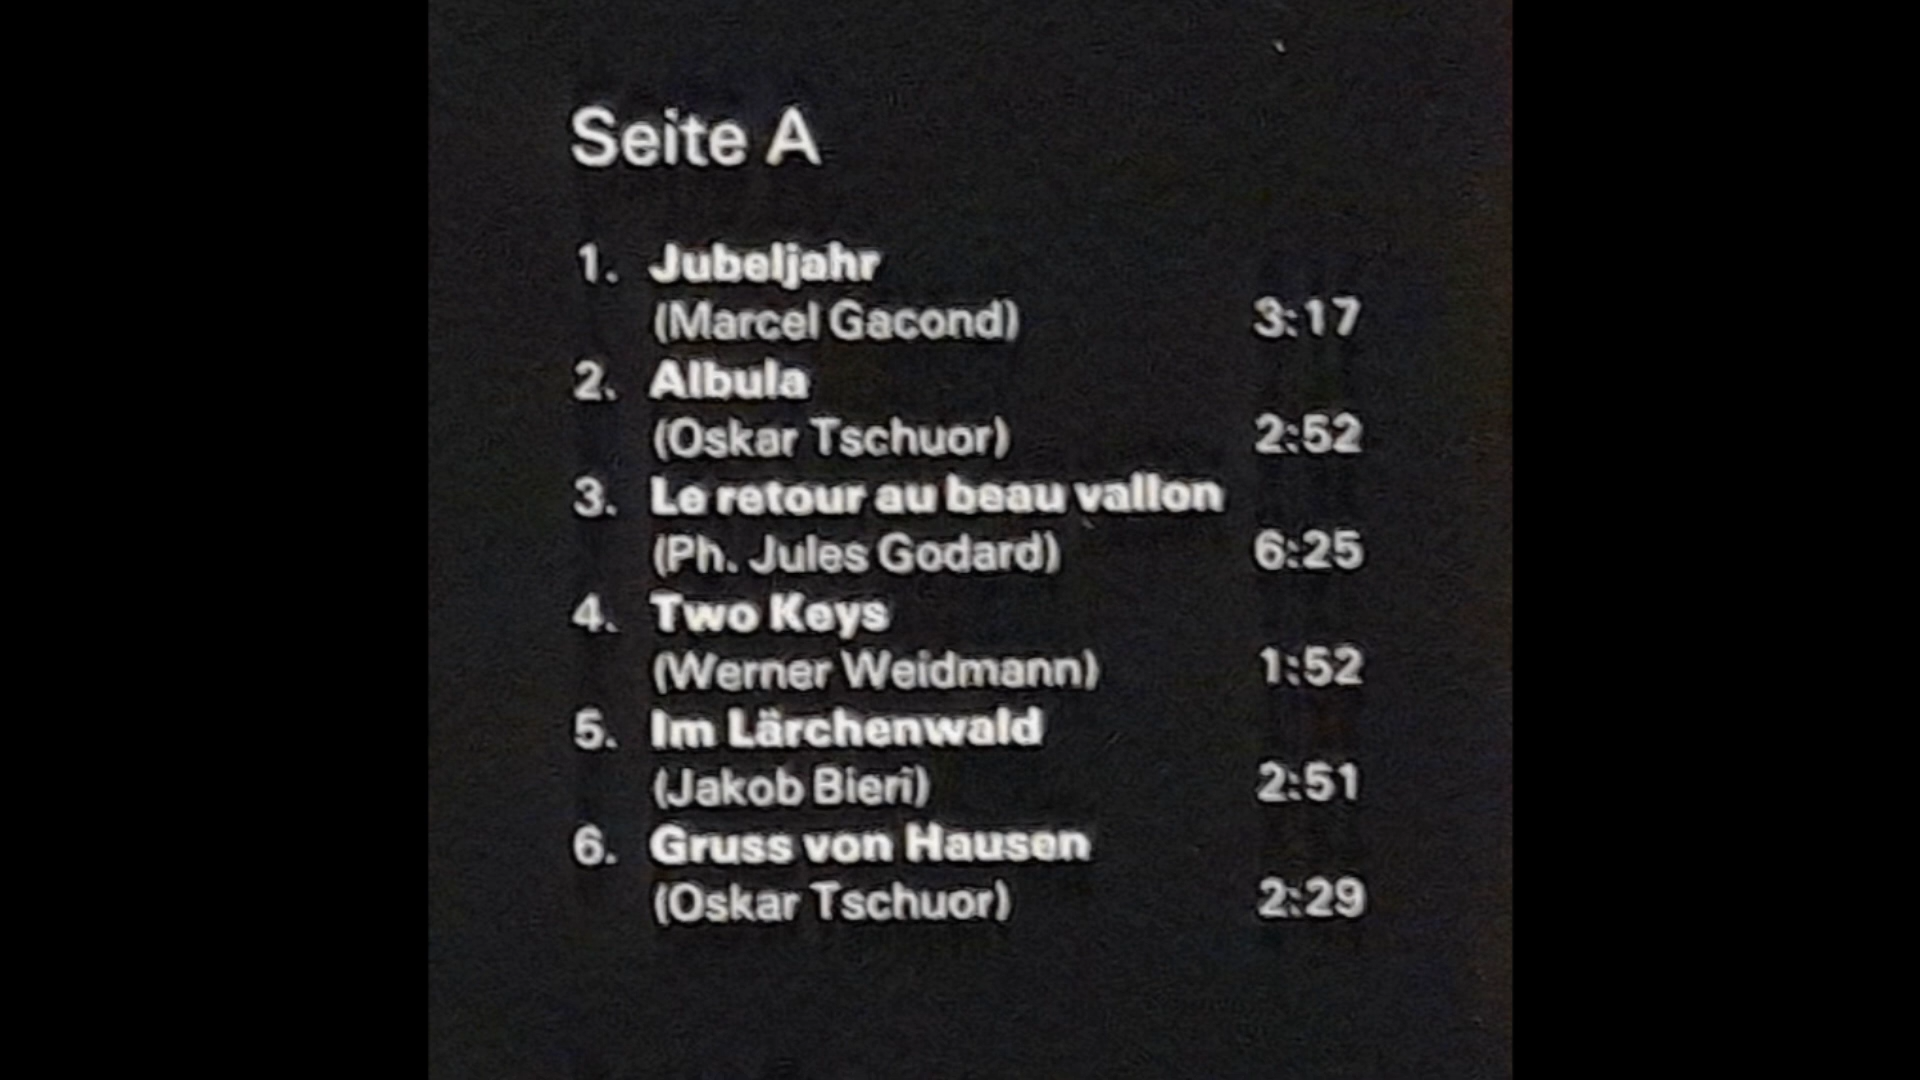 Seite A
1. Jubeljahr
(Marcel Gacond) 3:17
2. Albula
(Oskar Tschuor) 2:52
3. Le retour au beau vallon
(Ph. Jules Godard) 6:25
4. Two Keys
(Werner Weidmann) 1:52
5. Im Lärchenwald
(Jakob Bieri) 2:51
6. Gruss von Hausen
(Oskar Tschuor) 2:29